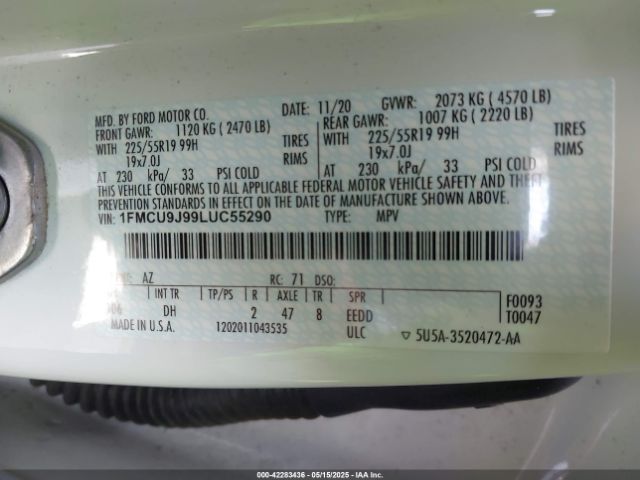 MFD. BY FORD MOTOR CO.
DATE: 11/20 GVWR: 2073 KG ( 4570 LB)
FRONT GAWR: 1120 KG ( 2470 LB) REAR GAWR: 1007 KG ( 2220 LB)
WITH 225/55R19 99H TIRES WITH 225/55R19 99H TIRES
19x7.0J RIMS 19x7.0J RIMS
AT 230 kPa/ 33 PSI COLD AT 230 kPa/ 33 PSI COLD
THIS VEHICLE CONFORMS TO ALL APPLICABLE FEDERAL MOTOR VEHICLE SAFETY AND THEFT
PREVENTION STANDARDS IN EFFECT ON THE DATE OF MANUFACTURE SHOWN ABOVE.
VIN: 1FMCU9J99LUC55290 TYPE: MPV
AZ RC: 71 DSO:
INT TR TP/PS R AXLE TR SPR F0093
06 DH 2 47 8 EEDD T0047
MADE IN U.S.A. 1202011043535 ULC 5U5A-3520472-AA
000-42283436 - 05/15/2025 - IAAI.COM